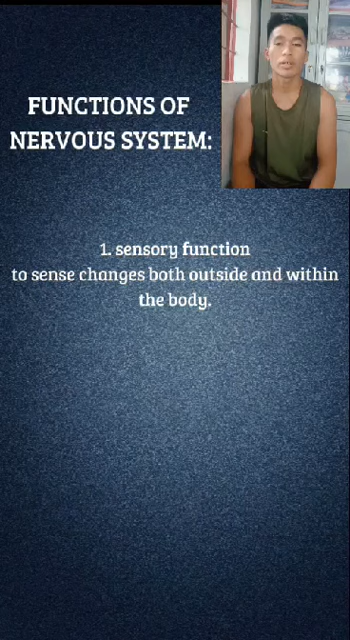 FUNCTIONS OF
NERVOUS SYSTEM:
1. sensory function
to sense changes both outside and within
the body.